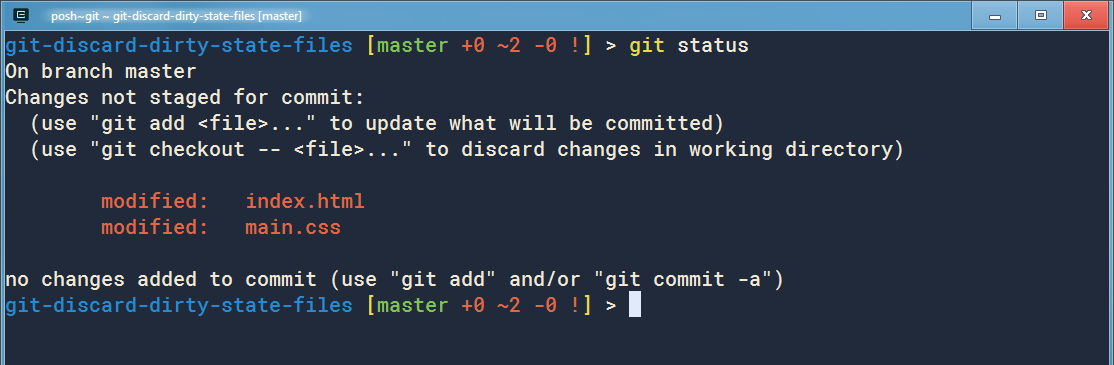 posh~git ~ git-discard-dirty-state-files [master]
git-discard-dirty-state-files [master +0 ~2 -0 !] > git status
On branch master
Changes not staged for commit:
  (use "git add <file>..." to update what will be committed)
  (use "git checkout -- <file>..." to discard changes in working directory)

        modified:   index.html
        modified:   main.css

no changes added to commit (use "git add" and/or "git commit -a")
git-discard-dirty-state-files [master +0 ~2 -0 !] >